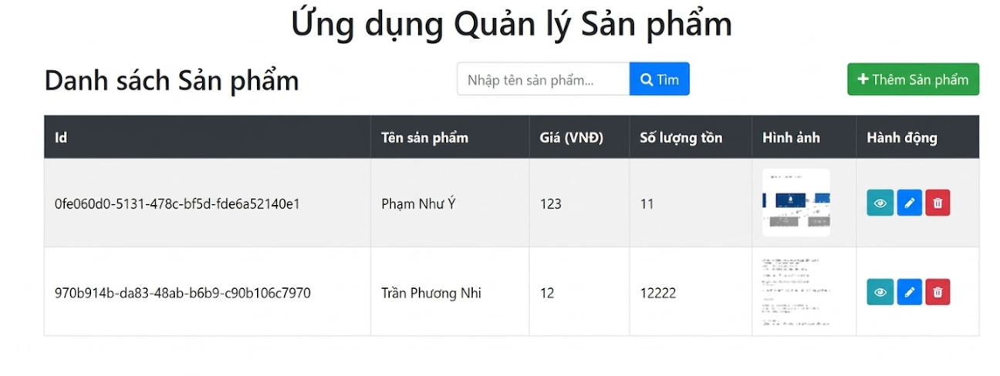 Ứng dụng Quản lý Sản phẩm
Danh sách Sản phẩm
Nhập tên sản phẩm...
Tìm
Thêm Sản phẩm
Id Tên sản phẩm Giá (VNĐ) Số lượng tồn Hình ảnh Hành động
0fe060d0-5131-478c-bf5d-fde6a52140e1 Phạm Như Ý 123 11
970b914b-da83-48ab-b6b9-c90b106c7970 Trần Phương Nhi 12 12222